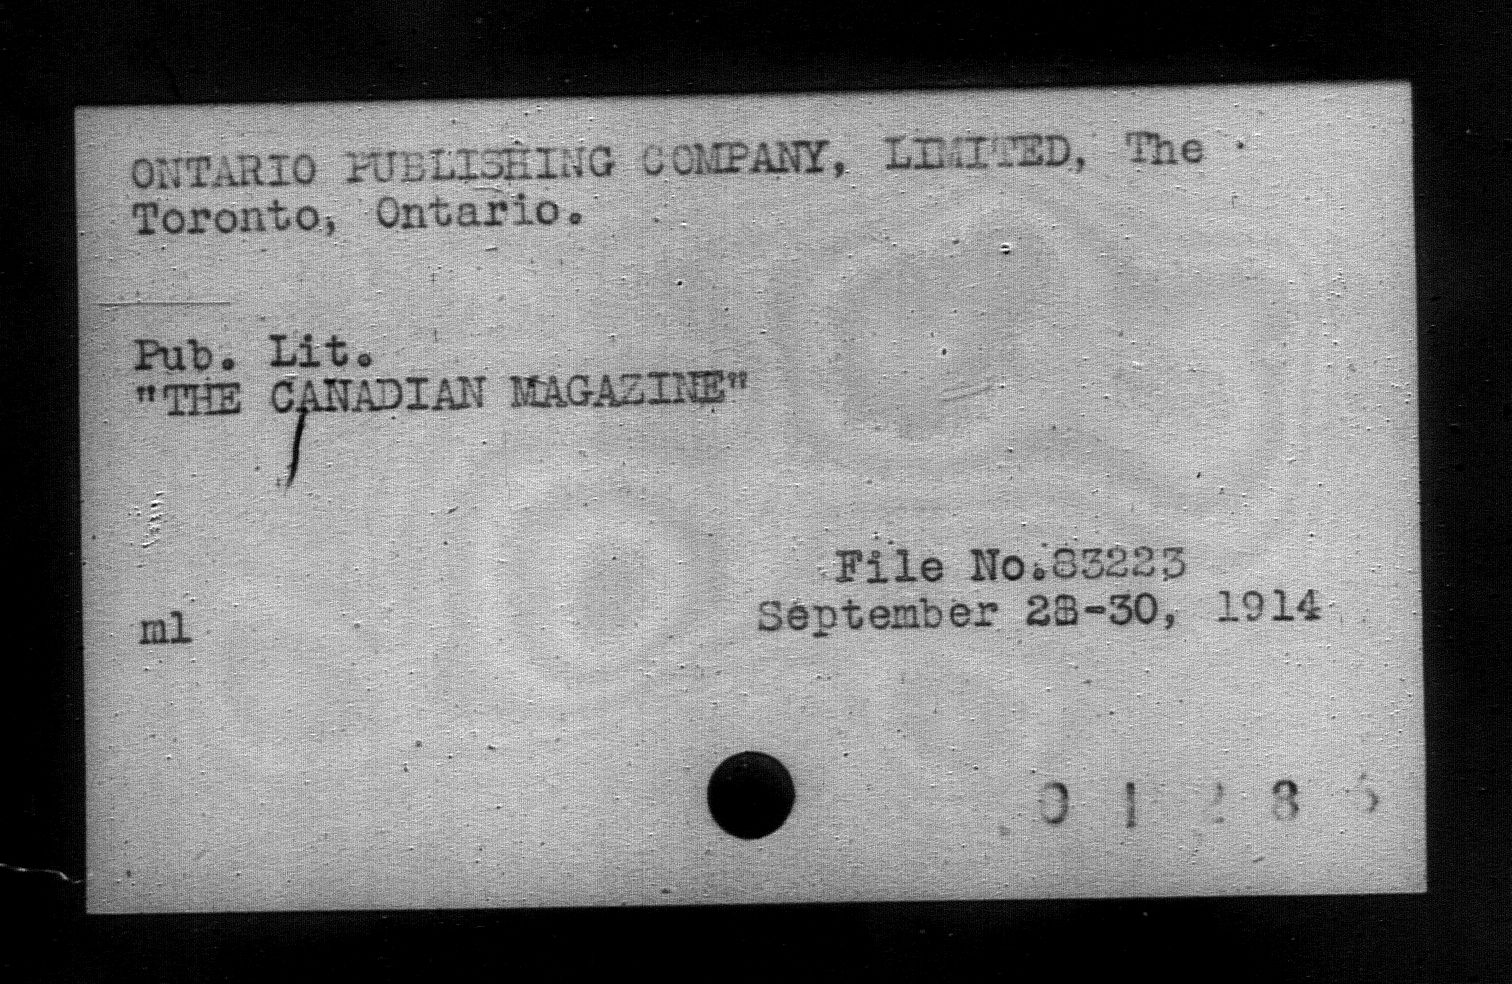 ONTARIO PUBLISHING COMPANY, LIMITED, The
Toronto, Ontario.
Pub. Lit.
"THE CANADIAN MAGAZINE"
File No.83223
September 28-30, 1914
ml